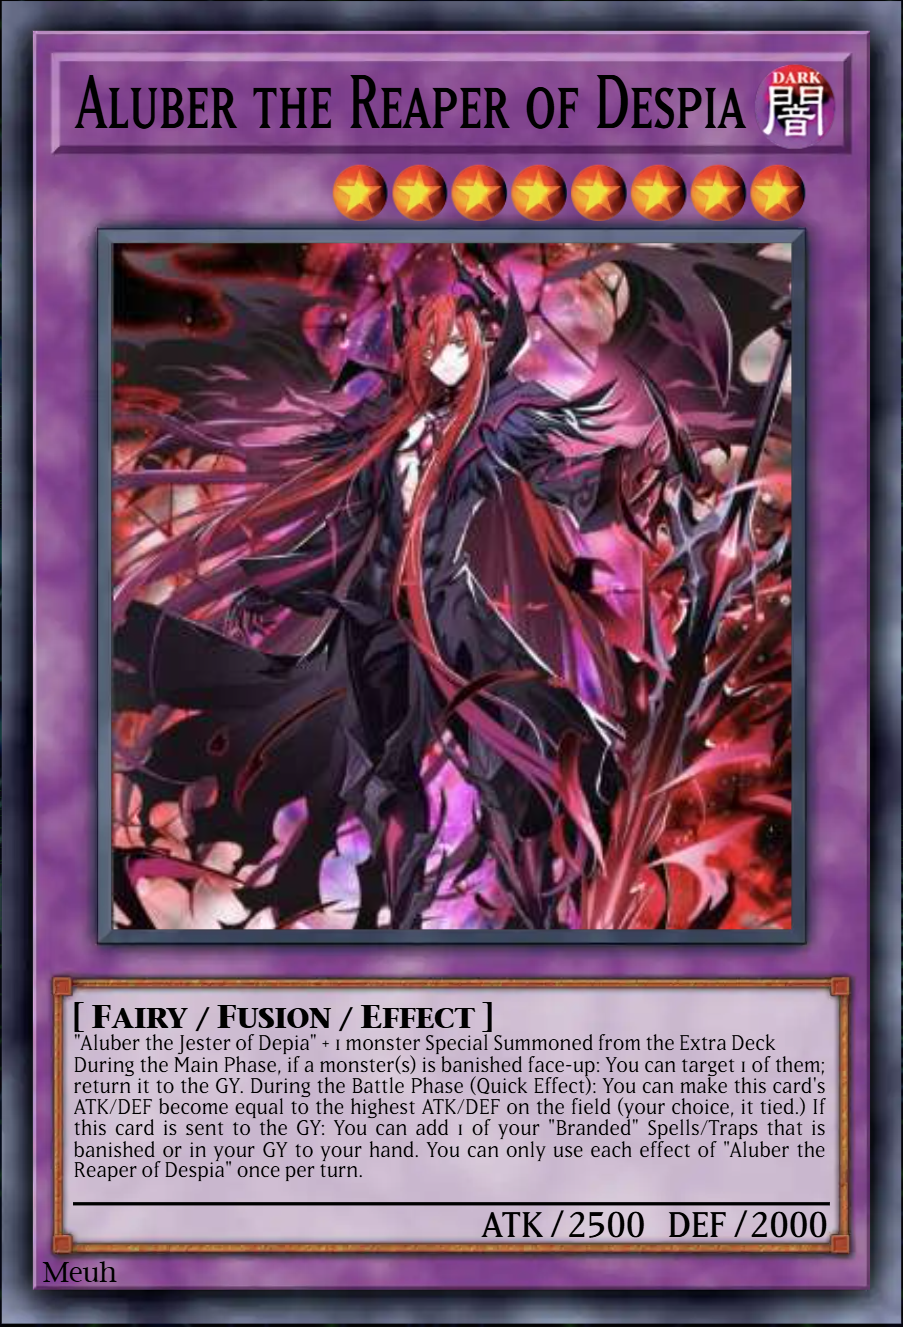 Aluber the Reaper of Despia
DARK
闇
[ Fairy / Fusion / Effect ]
"Aluber the Jester of Depia" + 1 monster Special Summoned from the Extra Deck
During the Main Phase, if a monster(s) is banished face-up: You can target 1 of them;
return it to the GY. During the Battle Phase (Quick Effect): You can make this card's
ATK/DEF become equal to the highest ATK/DEF on the field (your choice, it tied.) If
this card is sent to the GY: You can add 1 of your "Branded" Spells/Traps that is
banished or in your GY to your hand. You can only use each effect of "Aluber the
Reaper of Despia" once per turn.
ATK/2500 DEF/2000
Meuh